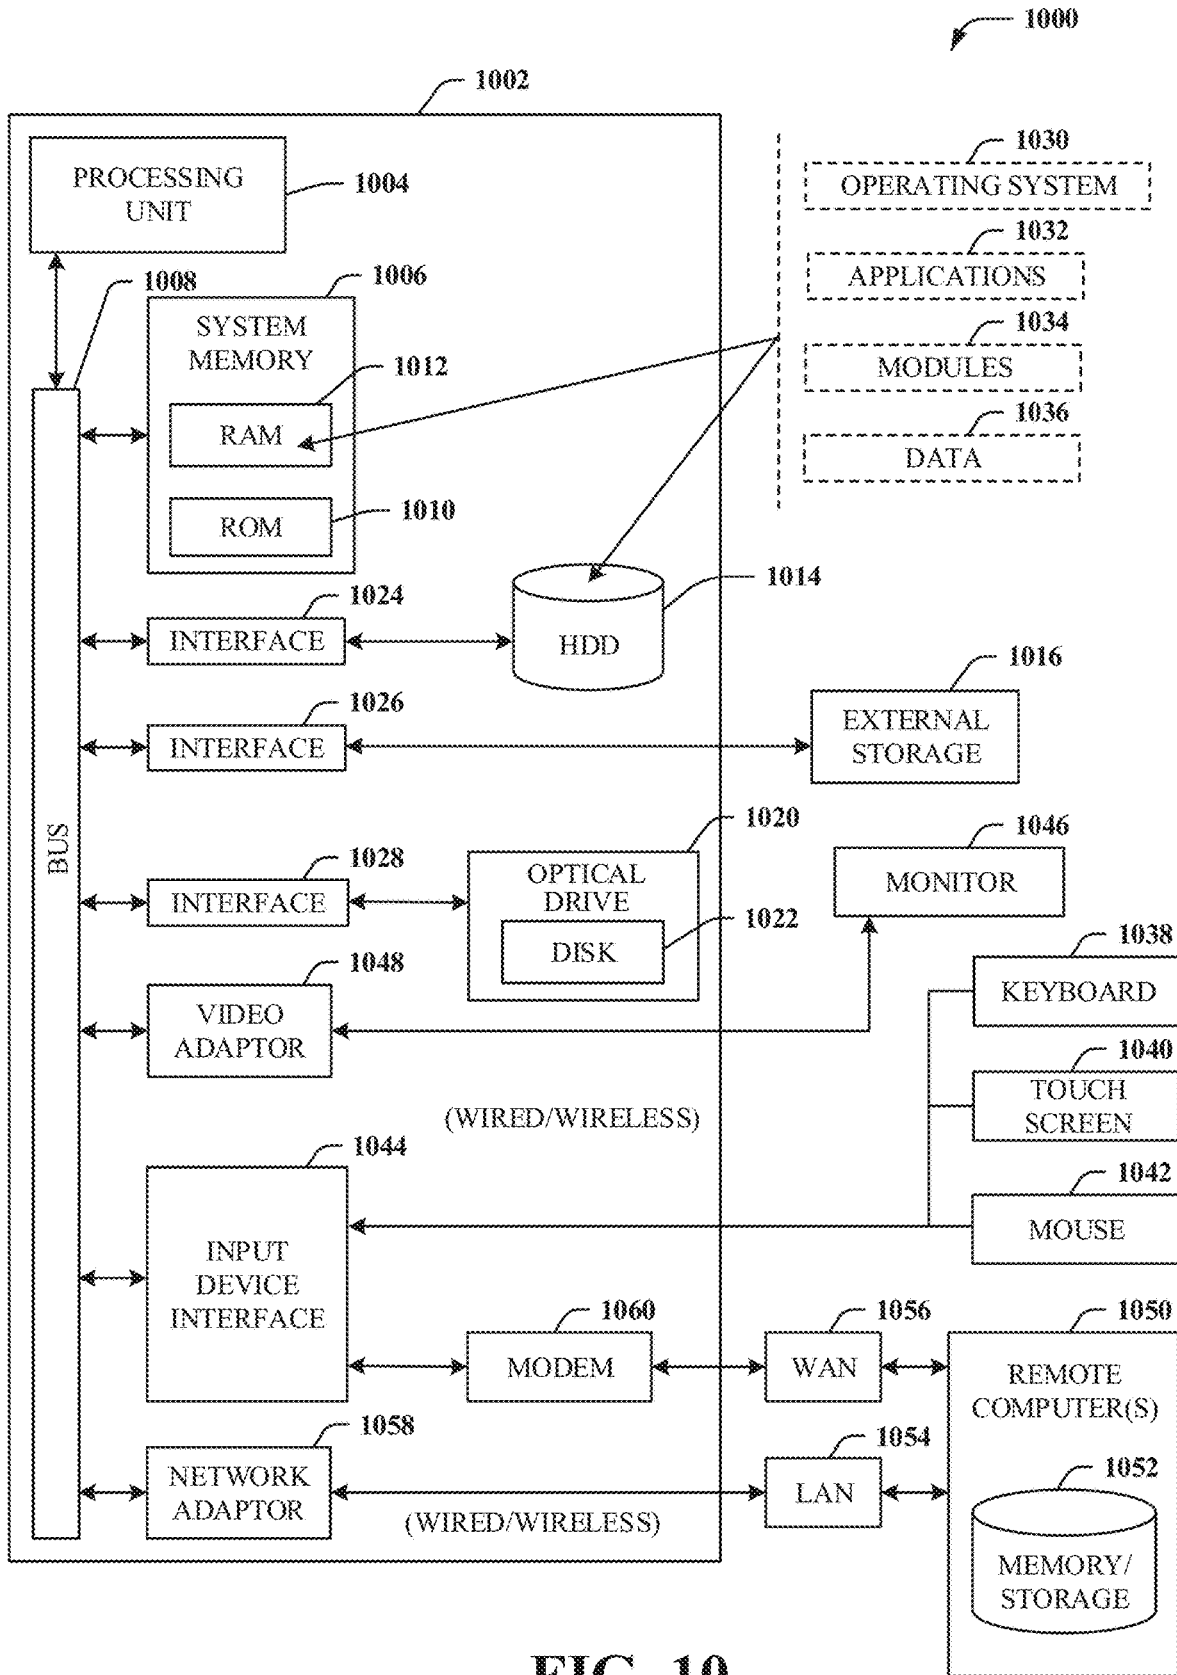 1000
1002
PROCESSING
UNIT
1004
1030
OPERATING SYSTEM
1032
APPLICATIONS
1034
MODULES
1036
DATA
1008
1006
SYSTEM
MEMORY
1012
RAM
1010
ROM
1024
INTERFACE
1014
HDD
1026
INTERFACE
1016
EXTERNAL
STORAGE
BUS
1028
INTERFACE
1020
OPTICAL
DRIVE
1022
DISK
1046
MONITOR
1048
VIDEO
ADAPTOR
1038
KEYBOARD
1040
TOUCH
SCREEN
(WIRED/WIRELESS)
1042
MOUSE
1044
INPUT
DEVICE
INTERFACE
1060
MODEM
1056
WAN
1050
REMOTE
COMPUTER(S)
1058
NETWORK
ADAPTOR
(WIRED/WIRELESS)
1054
LAN
1052
MEMORY/
STORAGE
FIG. 10